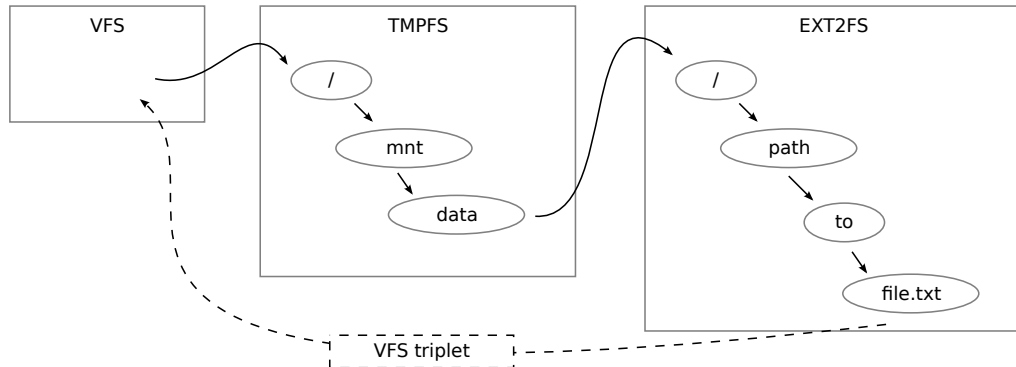 VFS
TMPFS
EXT2FS
/
/
mnt
path
data
to
file.txt
VFS triplet